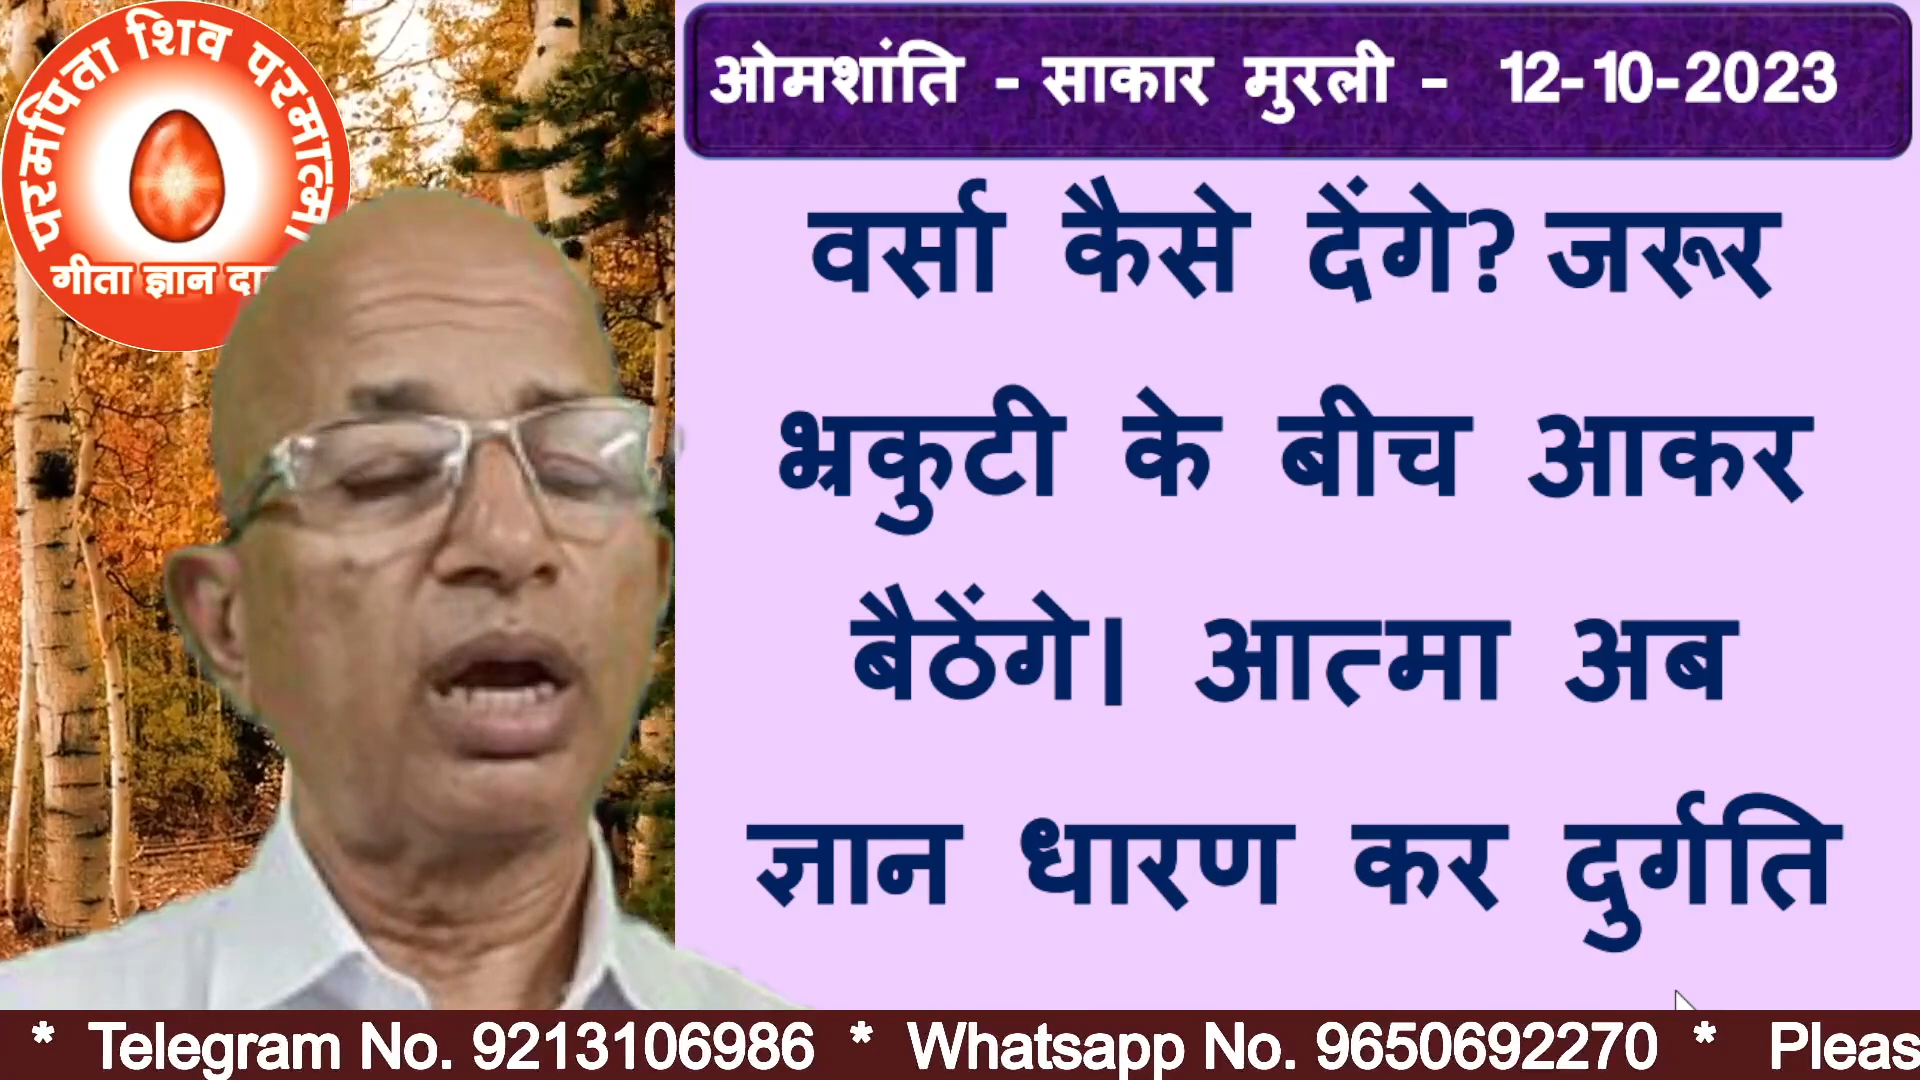 परमपिता शिव परमात्मा
गीता ज्ञान
ओमशांति - साकार मुरली - 12-10-2023
वर्सा कैसे देंगे? जरूर
भ्रकुटी के बीच आकर
बैठेंगे। आत्मा अब
ज्ञान धारण कर दुर्गति
* Telegram No. 9213106986 * Whatsapp No. 9650692270 *